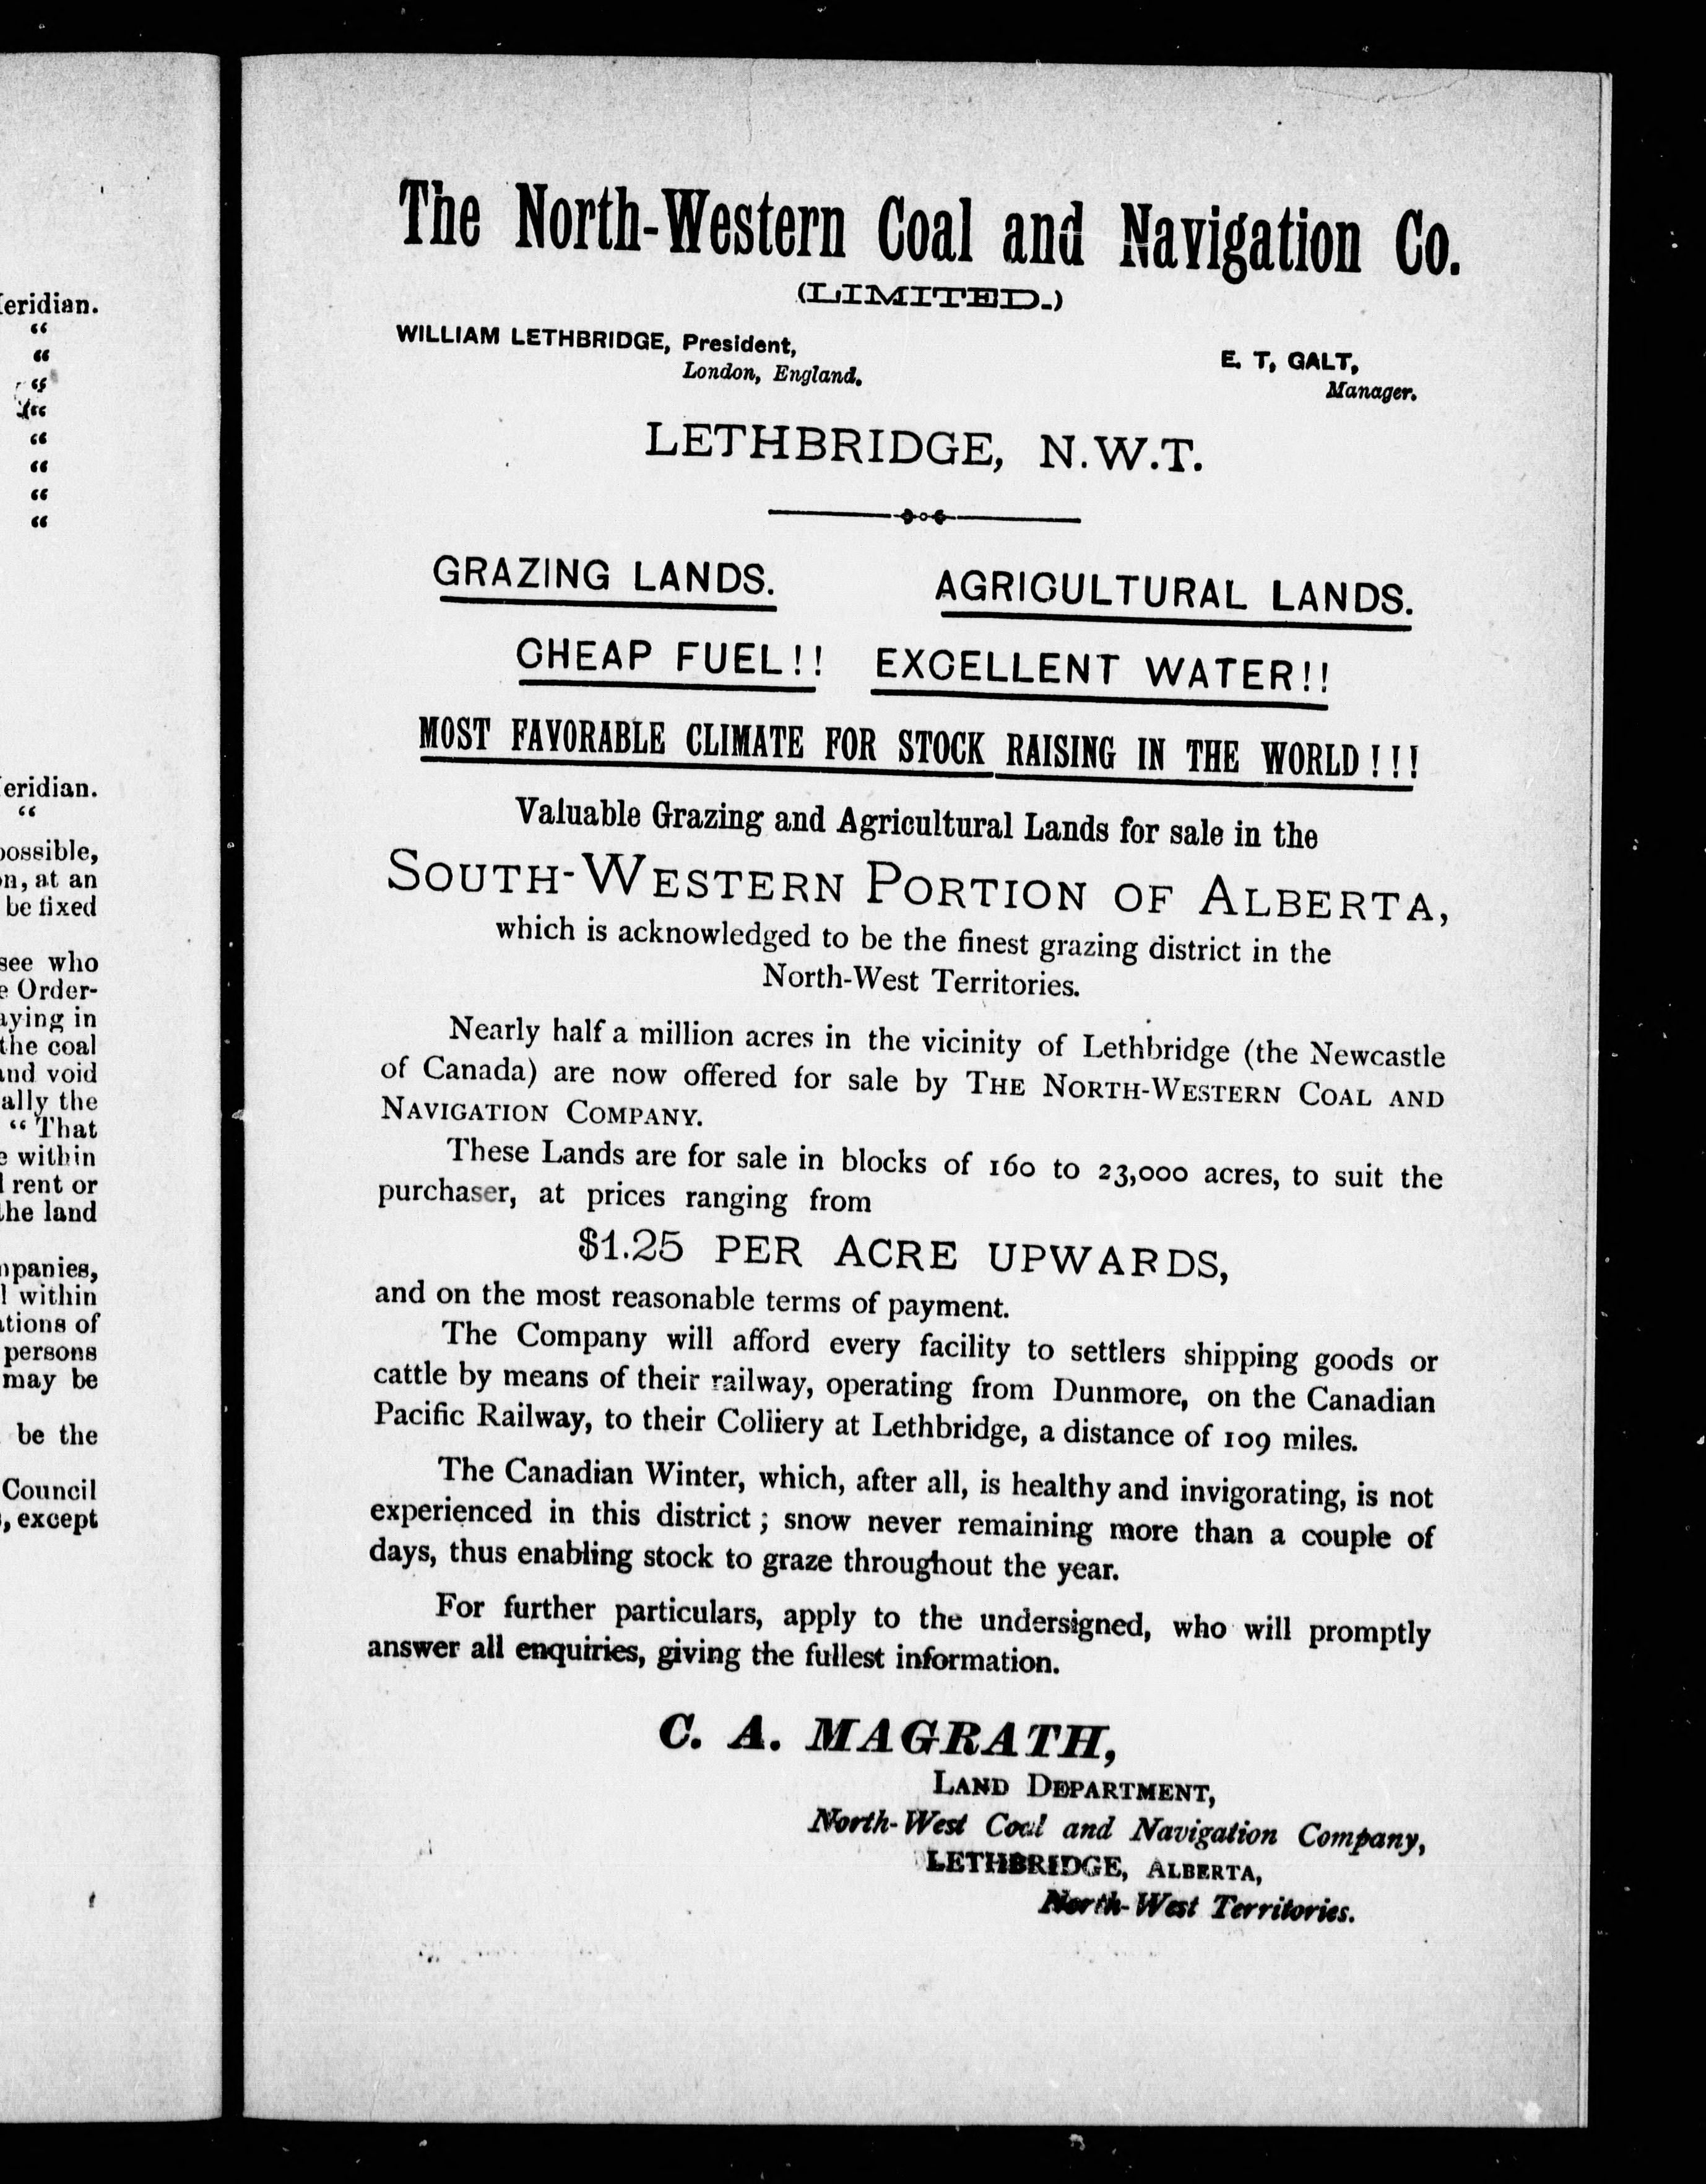 eridian.
“
“
“
“
“
“
“
“
eridian.
“
possible,
on, at an
be fixed
see who
e Order-
aying in
the coal
and void
ally the
“ That
e within
l rent or
the land
mpanies,
l within
ations of
persons
may be
be the
Council
, except
The North-Western Coal and Navigation Co.
(LIMITED.)
WILLIAM LETHBRIDGE, President,
London, England.
E. T, GALT,
Manager.
LETHBRIDGE, N.W.T.
GRAZING LANDS. AGRICULTURAL LANDS.
CHEAP FUEL!! EXCELLENT WATER!!
MOST FAVORABLE CLIMATE FOR STOCK RAISING IN THE WORLD!!!
Valuable Grazing and Agricultural Lands for sale in the
SOUTH-WESTERN PORTION OF ALBERTA,
which is acknowledged to be the finest grazing district in the
North-West Territories.
Nearly half a million acres in the vicinity of Lethbridge (the Newcastle
of Canada) are now offered for sale by THE NORTH-WESTERN COAL AND
NAVIGATION COMPANY.
These Lands are for sale in blocks of 160 to 23,000 acres, to suit the
purchaser, at prices ranging from
$1.25 PER ACRE UPWARDS,
and on the most reasonable terms of payment.
The Company will afford every facility to settlers shipping goods or
cattle by means of their railway, operating from Dunmore, on the Canadian
Pacific Railway, to their Colliery at Lethbridge, a distance of 109 miles.
The Canadian Winter, which, after all, is healthy and invigorating, is not
experienced in this district; snow never remaining more than a couple of
days, thus enabling stock to graze throughout the year.
For further particulars, apply to the undersigned, who will promptly
answer all enquiries, giving the fullest information.
C. A. MAGRATH,
LAND DEPARTMENT,
North-West Coal and Navigation Company,
LETHBRIDGE, ALBERTA,
North-West Territories.